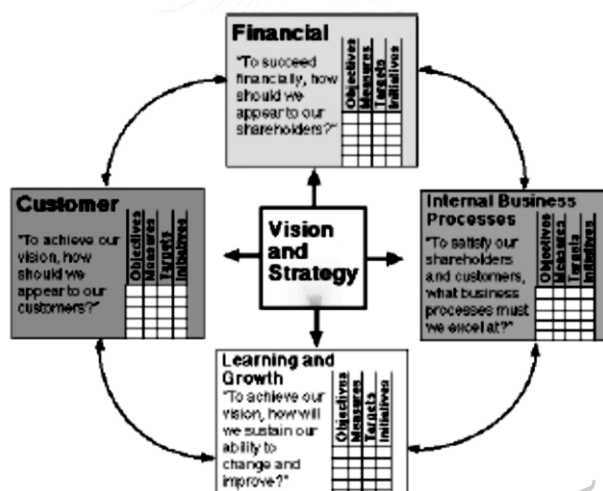 Financial
"To succeed
financially, how
should we
appear to our
shareholders?"
Objectives
Measures
Targets
Initiatives
Customer
"To achieve our
vision, how
should we
appear to our
customers?"
Objectives
Measures
Targets
Initiatives
Vision
and
Strategy
Internal Business
Processes
"To satisfy our
shareholders
and customers,
what business
processes must
we excel at?"
Objectives
Measures
Targets
Initiatives
Learning and
Growth
"To achieve our
vision, how will
we sustain our
ability to
change and
improve?"
Objectives
Measures
Targets
Initiatives